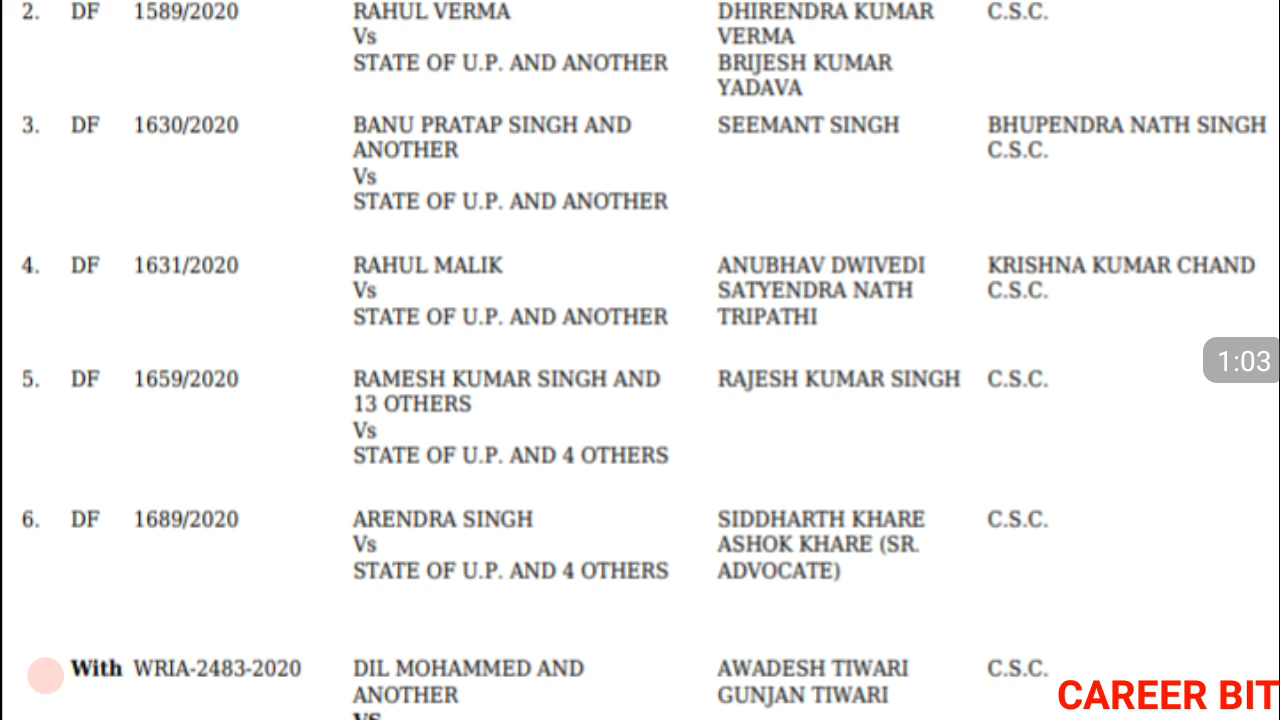 2. DF 1589/2020 RAHUL VERMA DHIRENDRA KUMAR C.S.C.
Vs VERMA
STATE OF U.P. AND ANOTHER BRIJESH KUMAR
YADAVA
3. DF 1630/2020 BANU PRATAP SINGH AND SEEMANT SINGH BHUPENDRA NATH SINGH
ANOTHER C.S.C.
Vs
STATE OF U.P. AND ANOTHER
4. DF 1631/2020 RAHUL MALIK ANUBHAV DWIVEDI KRISHNA KUMAR CHAND
Vs SATYENDRA NATH C.S.C.
STATE OF U.P. AND ANOTHER TRIPATHI
1:03
5. DF 1659/2020 RAMESH KUMAR SINGH AND RAJESH KUMAR SINGH C.S.C.
13 OTHERS
Vs
STATE OF U.P. AND 4 OTHERS
6. DF 1689/2020 ARENDRA SINGH SIDDHARTH KHARE C.S.C.
Vs ASHOK KHARE (SR.
STATE OF U.P. AND 4 OTHERS ADVOCATE)
With WRIA-2483-2020 DIL MOHAMMED AND AWADESH TIWARI C.S.C.
ANOTHER GUNJAN TIWARI
CAREER BIT
VS